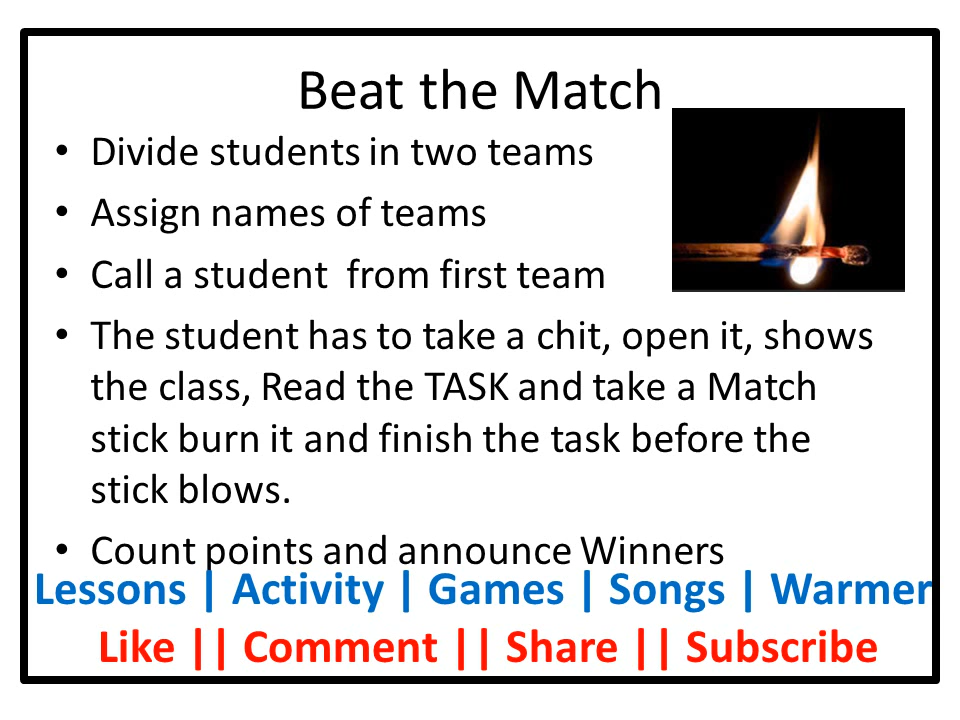 Beat the Match
• Divide students in two teams
• Assign names of teams
• Call a student  from first team
• The student has to take a chit, open it, shows
the class, Read the TASK and take a Match
stick burn it and finish the task before the
stick blows.
• Count points and announce Winners
Lessons | Activity | Games | Songs | Warmer
Like || Comment || Share || Subscribe